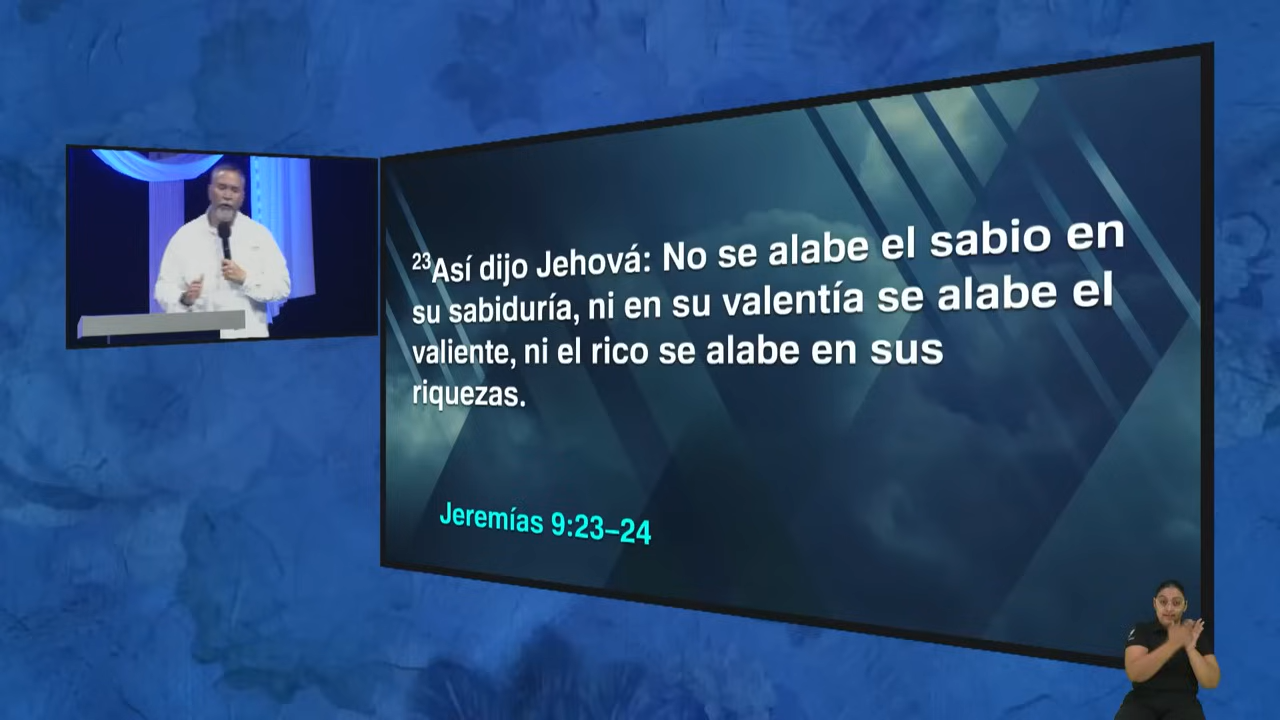 23Así dijo Jehová: No se alabe el sabio en
su sabiduría, ni en su valentía se alabe el
valiente, ni el rico se alabe en sus
riquezas.
Jeremías 9:23–24